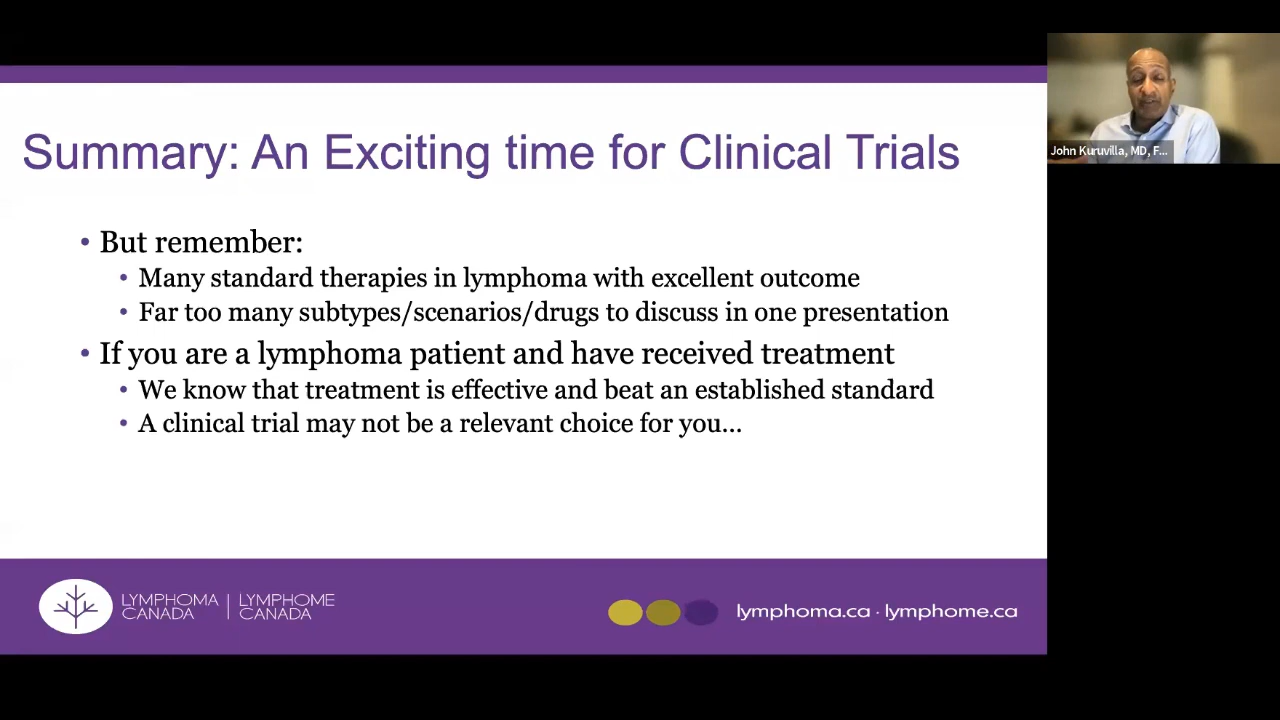 Summary: An Exciting time for Clinical Trials
• But remember:
• Many standard therapies in lymphoma with excellent outcome
• Far too many subtypes/scenarios/drugs to discuss in one presentation
• If you are a lymphoma patient and have received treatment
• We know that treatment is effective and beat an established standard
• A clinical trial may not be a relevant choice for you...
LYMPHOMA | LYMPHOME
CANADA | CANADA
lymphoma.ca · lymphome.ca
John Kuruvilla, MD, F...